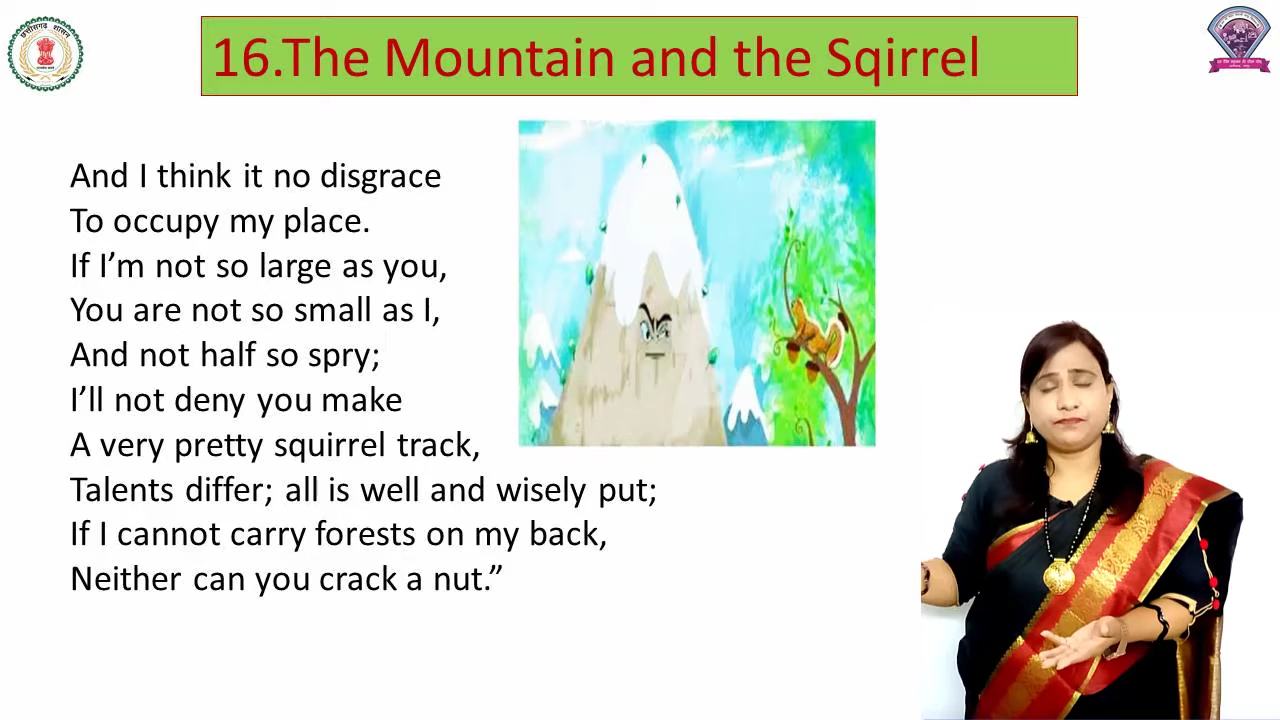 16.The Mountain and the Sqirrel
And I think it no disgrace
To occupy my place.
If I’m not so large as you,
You are not so small as I,
And not half so spry;
I’ll not deny you make
A very pretty squirrel track,
Talents differ; all is well and wisely put;
If I cannot carry forests on my back,
Neither can you crack a nut.”